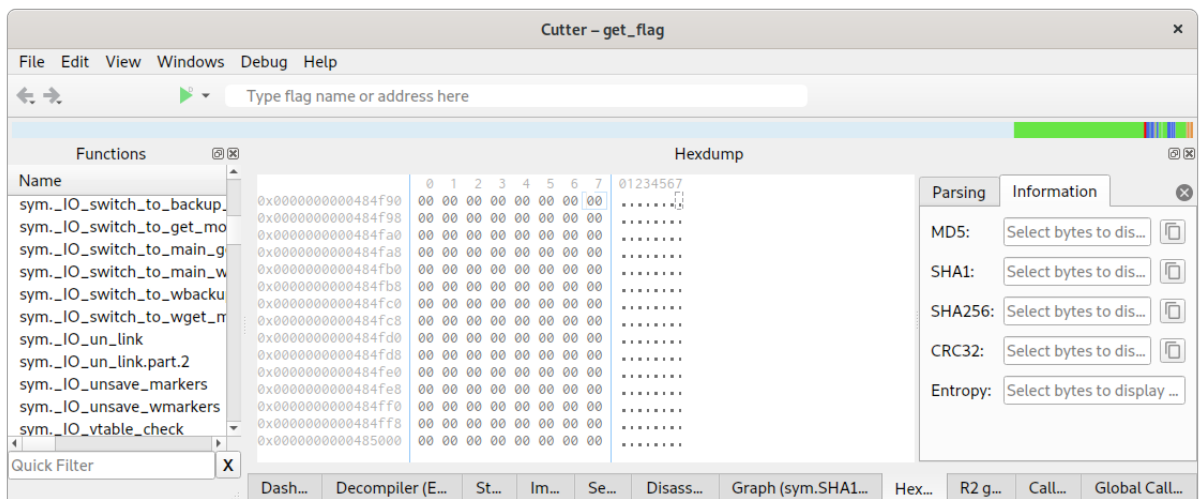 Cutter – get_flag ×
File Edit View Windows Debug Help
Type flag name or address here
Functions
Hexdump
Name
sym._IO_switch_to_backup_
sym._IO_switch_to_get_mo
sym._IO_switch_to_main_g
sym._IO_switch_to_main_w
sym._IO_switch_to_wbacku
sym._IO_switch_to_wget_m
sym._IO_un_link
sym._IO_un_link.part.2
sym._IO_unsave_markers
sym._IO_unsave_wmarkers
sym._IO_vtable_check
Quick Filter X
0 1 2 3 4 5 6 7 01234567
0x0000000000484f90 00 00 00 00 00 00 00 00 ........
0x0000000000484f98 00 00 00 00 00 00 00 00 ........
0x0000000000484fa0 00 00 00 00 00 00 00 00 ........
0x0000000000484fa8 00 00 00 00 00 00 00 00 ........
0x0000000000484fb0 00 00 00 00 00 00 00 00 ........
0x0000000000484fb8 00 00 00 00 00 00 00 00 ........
0x0000000000484fc0 00 00 00 00 00 00 00 00 ........
0x0000000000484fc8 00 00 00 00 00 00 00 00 ........
0x0000000000484fd0 00 00 00 00 00 00 00 00 ........
0x0000000000484fd8 00 00 00 00 00 00 00 00 ........
0x0000000000484fe0 00 00 00 00 00 00 00 00 ........
0x0000000000484fe8 00 00 00 00 00 00 00 00 ........
0x0000000000484ff0 00 00 00 00 00 00 00 00 ........
0x0000000000484ff8 00 00 00 00 00 00 00 00 ........
0x0000000000485000 00 00 00 00 00 00 00 00 ........
Parsing Information
MD5: Select bytes to dis...
SHA1: Select bytes to dis...
SHA256: Select bytes to dis...
CRC32: Select bytes to dis...
Entropy: Select bytes to display ...
Dash... Decompiler (E... St... Im... Se... Disass... Graph (sym.SHA1... Hex... R2 g... Call... Global Call...